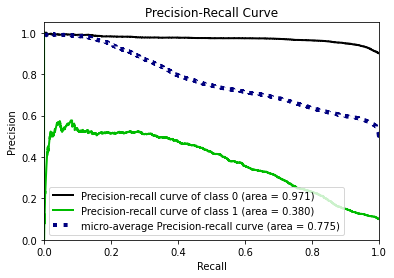 Precision-Recall Curve
1.0
0.8
0.6
0.4
0.2
0.0
Precision
Precision-recall curve of class 0 (area = 0.971)
Precision-recall curve of class 1 (area = 0.380)
micro-average Precision-recall curve (area = 0.775)
0.0 0.2 0.4 0.6 0.8 1.0
Recall